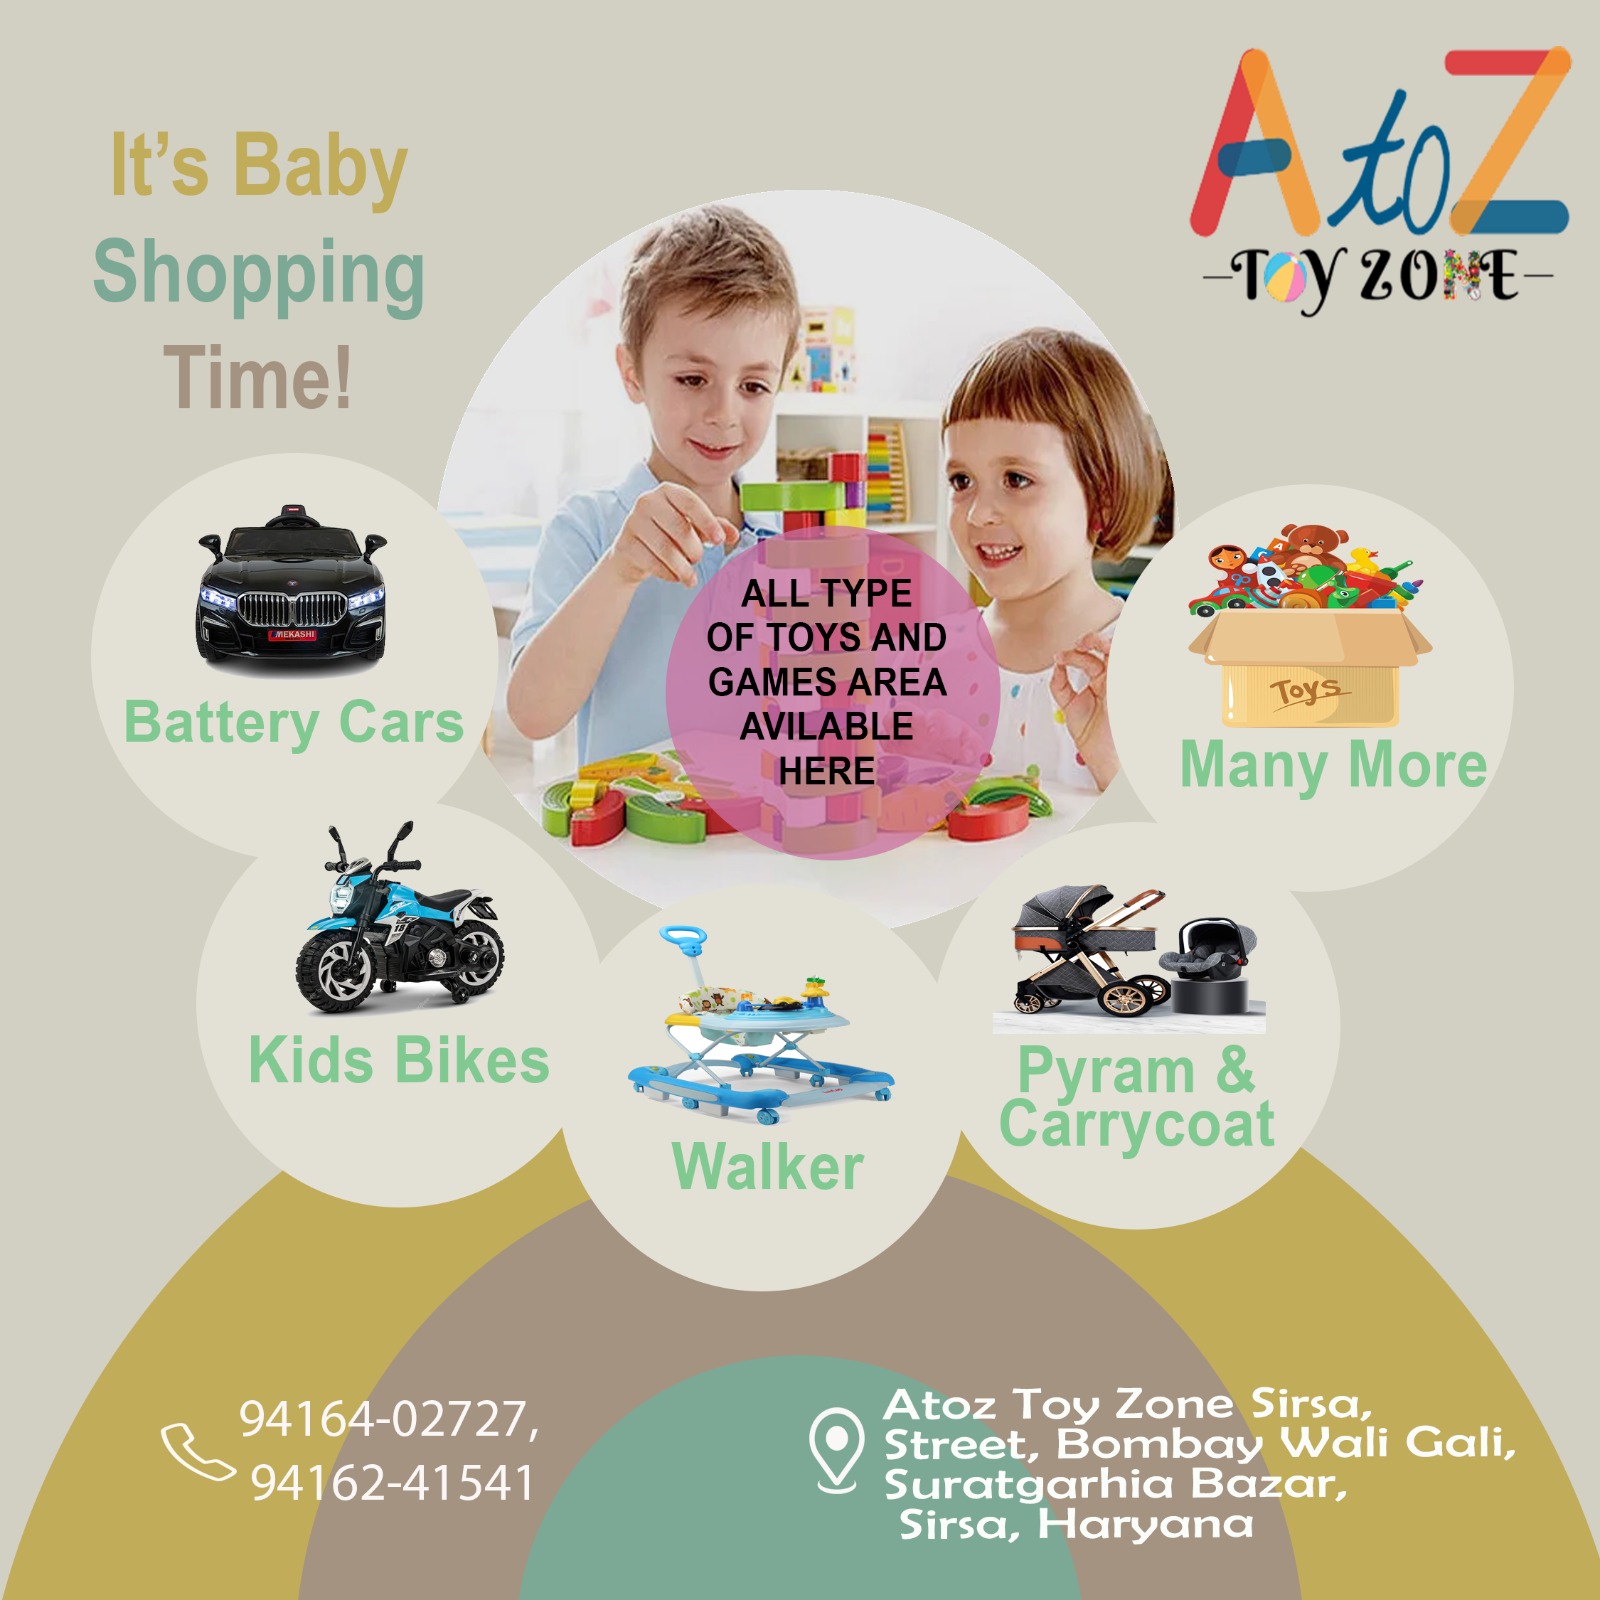 It's Baby
Shopping
Time!
A to Z
TOY ZONE
ALL TYPE
OF TOYS AND
GAMES AREA
AVILABLE
HERE
MEKASHI
Battery Cars
Toys
Many More
Kids Bikes
Walker
Pyram &
Carrycoat
94164-02727,
94162-41541
Atoz Toy Zone Sirsa,
Street, Bombay Wali Gali,
Suratgarhia Bazar,
Sirsa, Haryana